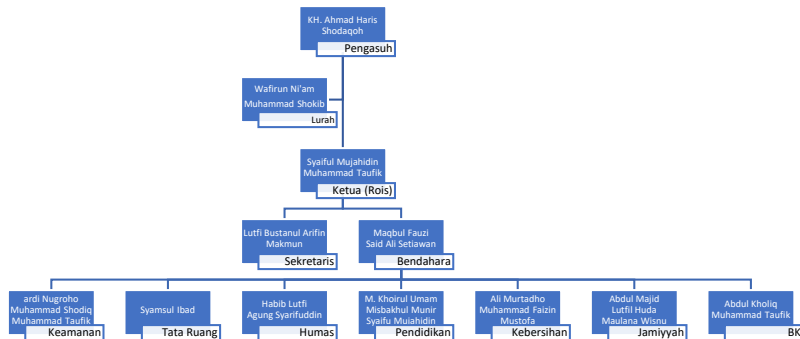 KH. Ahmad Haris
Shodaqoh
Pengasuh
Wafirun Ni'am
Muhammad Shokib
Lurah
Syaiful Mujahidin
Muhammad Taufik
Ketua (Rois)
Lutfi Bustanul Arifin
Makmun
Sekretaris
Maqbul Fauzi
Said Ali Setiawan
Bendahara
ardi Nugroho
Muhammad Shodiq
Muhammad Taufik
Keamanan
Syamsul Ibad
Tata Ruang
Habib Lutfi
Agung Syarifuddin
Humas
M. Khoirul Umam
Misbakhul Munir
Syaifu Mujahidin
Pendidikan
Ali Murtadho
Muhammad Faizin
Mustofa
Kebersihan
Abdul Majid
Lutfil Huda
Maulana Wisnu
Jamiyyah
Abdul Kholiq
Muhammad Taufik
BK